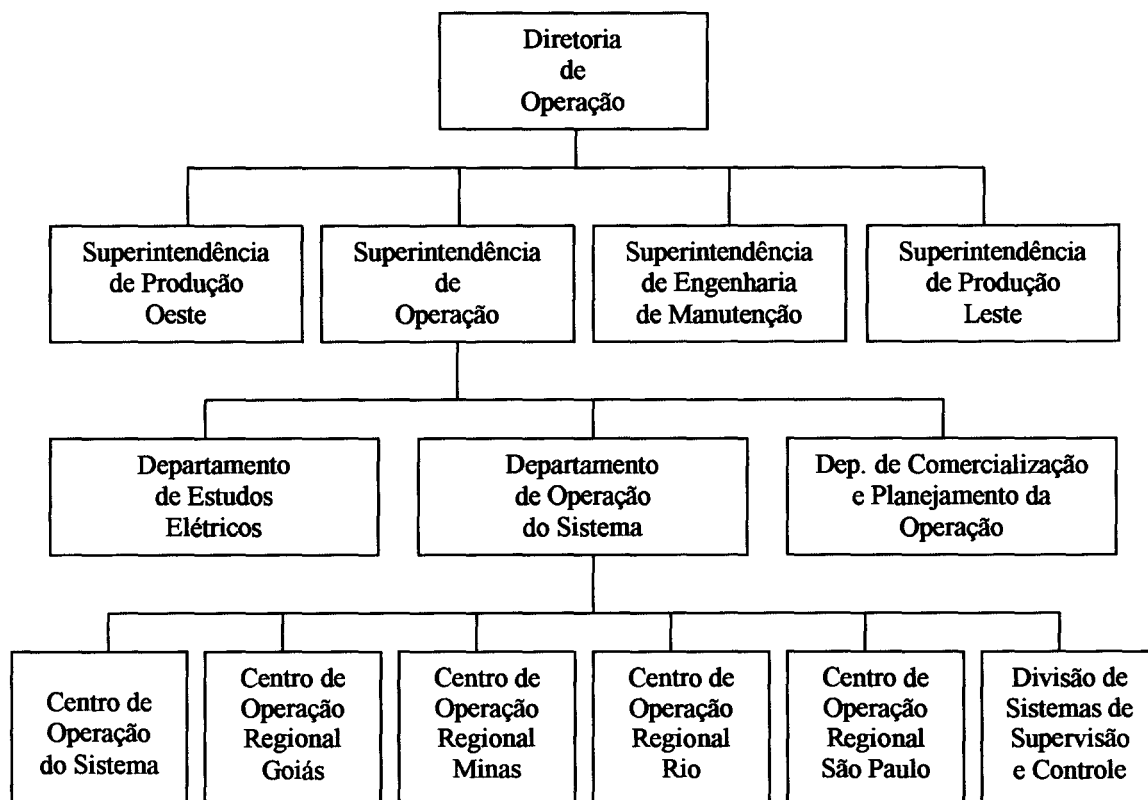 Diretoria
de
Operação
Superintendência
de Produção
Oeste
Superintendência
de
Operação
Superintendência
de Engenharia
de Manutenção
Superintendência
de Produção
Leste
Departamento
de Estudos
Elétricos
Departamento
de Operação
do Sistema
Dep. de Comercialização
e Planejamento da
Operação
Centro de
Operação
do Sistema
Centro de
Operação
Regional
Goiás
Centro de
Operação
Regional
Minas
Centro de
Operação
Regional
Rio
Centro de
Operação
Regional
São Paulo
Divisão de
Sistemas de
Supervisão
e Controle